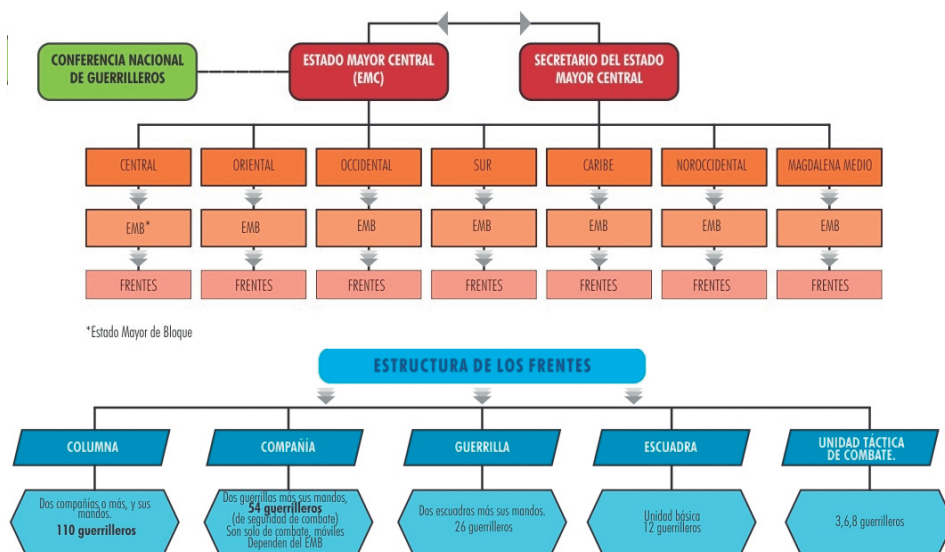 CONFERENCIA NACIONAL
DE GUERRILLEROS
ESTADO MAYOR CENTRAL
(EMC)
SECRETARIO DEL ESTADO
MAYOR CENTRAL
CENTRAL
ORIENTAL
OCCIDENTAL
SUR
CARIBE
NOROCCIDENTAL
MAGDALENA MEDIO
EMB*
EMB
EMB
EMB
EMB
EMB
EMB
FRENTES
FRENTES
FRENTES
FRENTES
FRENTES
FRENTES
FRENTES
*Estado Mayor de Bloque
ESTRUCTURA DE LOS FRENTES
COLUMNA
COMPAÑÍA
GUERRILLA
ESCUADRA
UNIDAD TÁCTICA
DE COMBATE.
Dos compañías o más, y sus
mandos.
110 guerrilleros
Dos guerrillas más sus mandos,
54 guerrilleros
(de seguridad de combate)
Son solo de combate, móviles
Dependen del EMB
Dos escuadras más sus mandos.
26 guerrilleros
Unidad básica
12 guerrilleros
3,6,8 guerrilleros